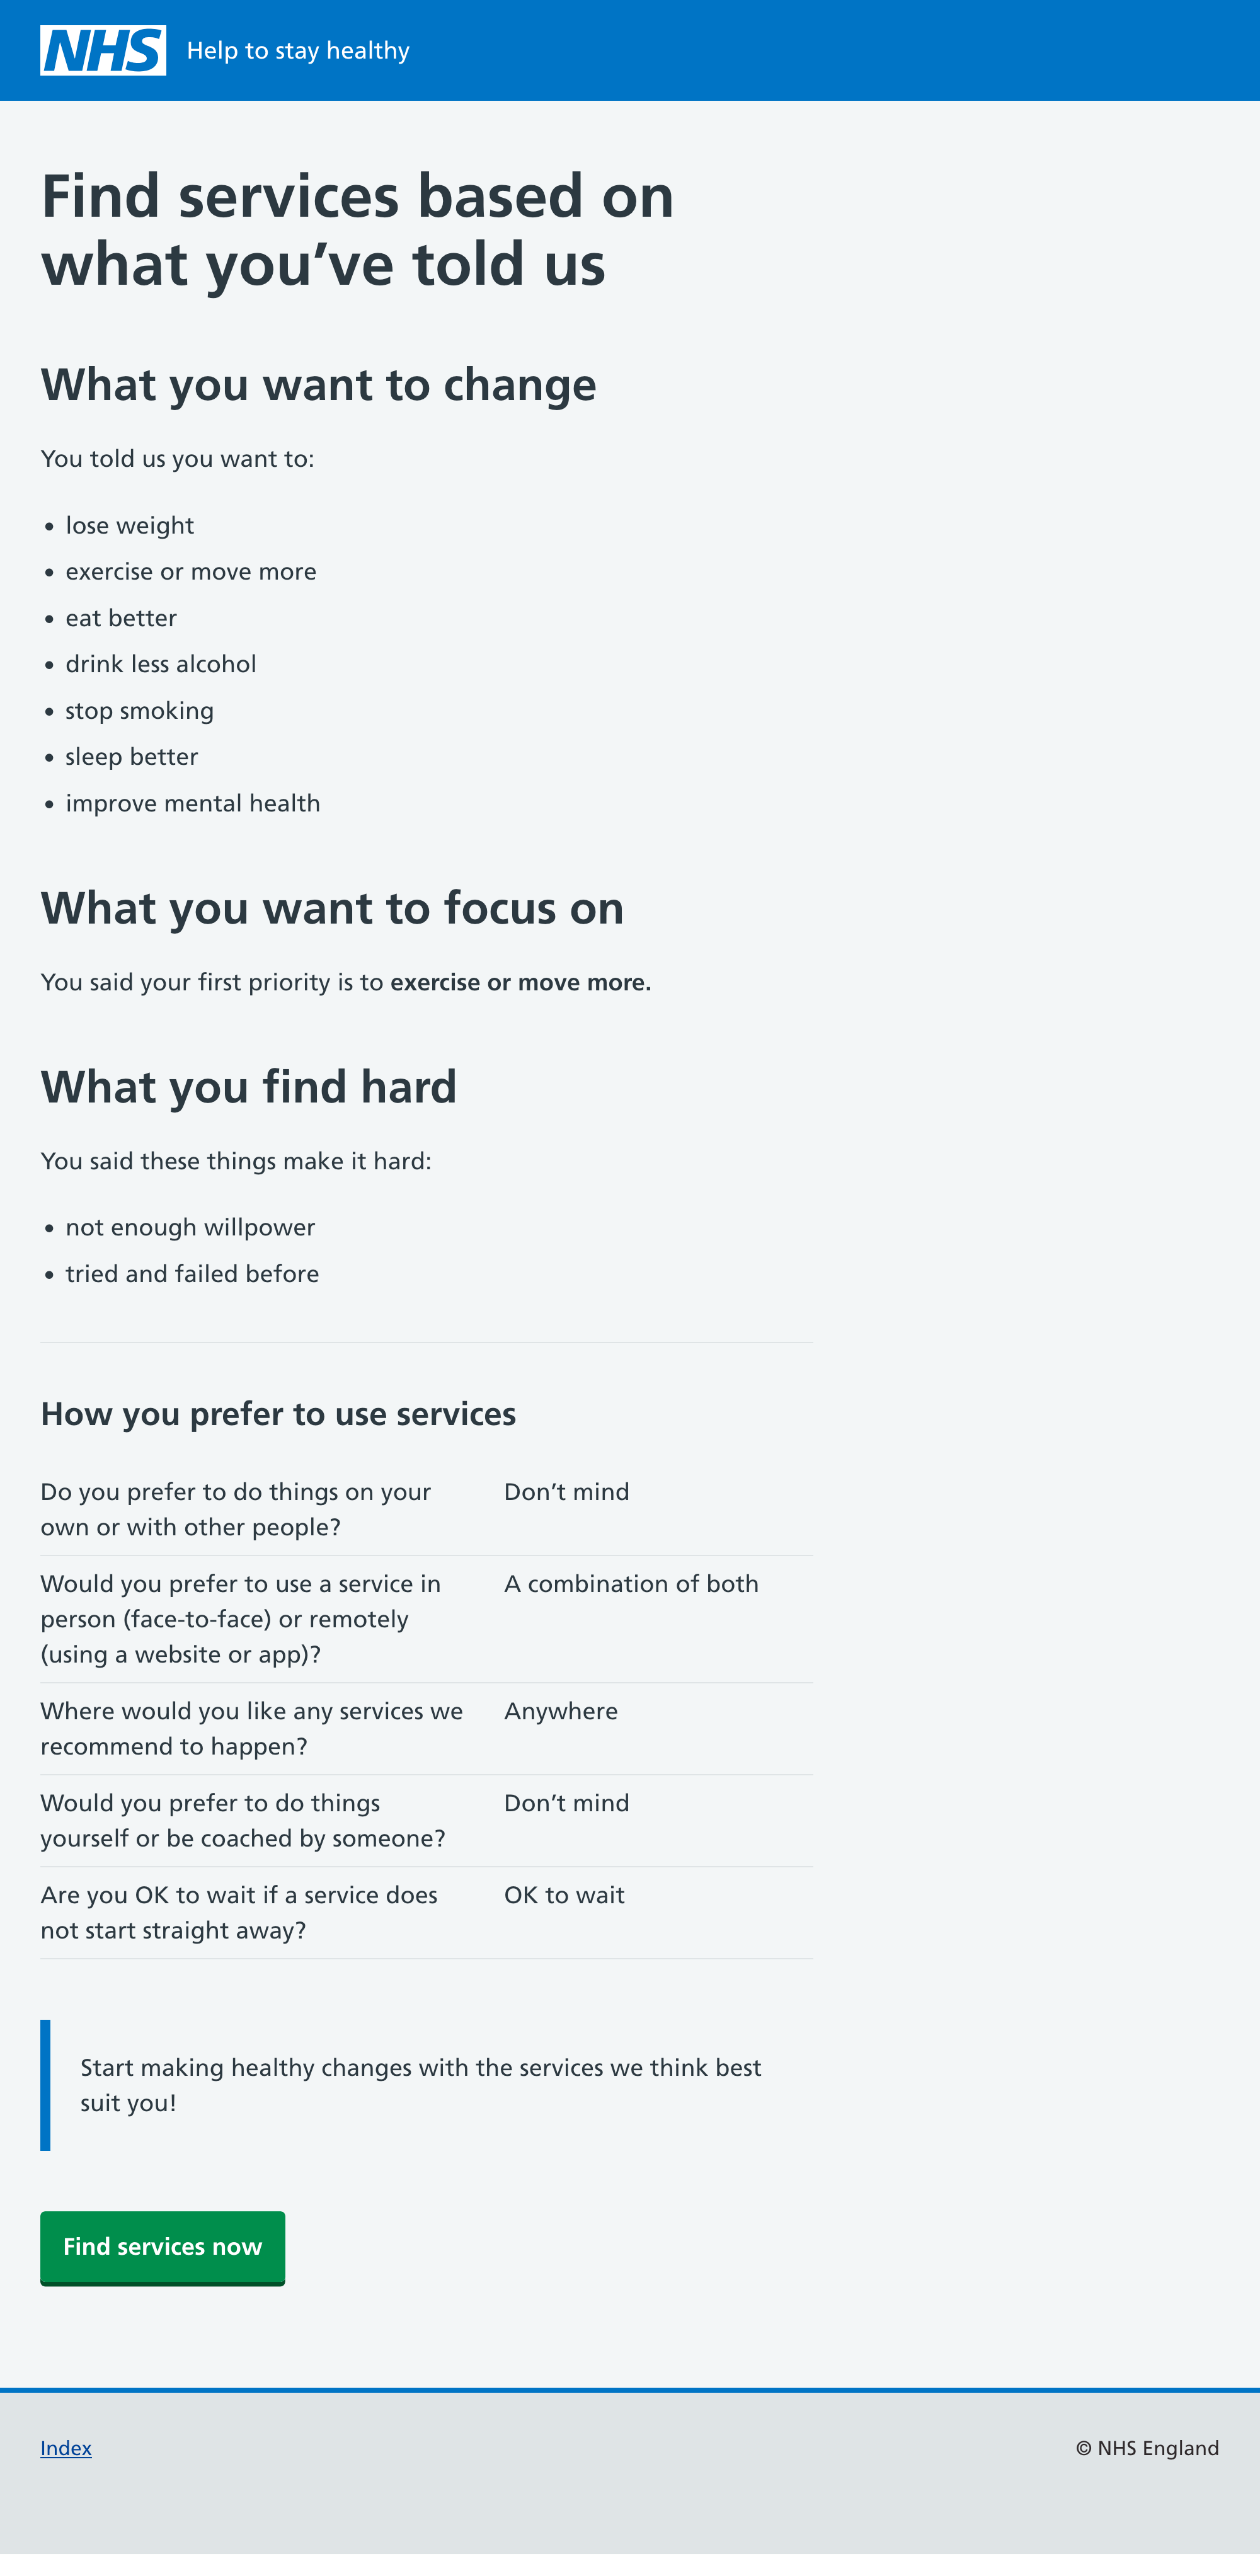 NHS Help to stay healthy
Find services based on
what you’ve told us
What you want to change
You told us you want to:
• lose weight
• exercise or move more
• eat better
• drink less alcohol
• stop smoking
• sleep better
• improve mental health
What you want to focus on
You said your first priority is to exercise or move more.
What you find hard
You said these things make it hard:
• not enough willpower
• tried and failed before
How you prefer to use services
Do you prefer to do things on your
own or with other people?
Don’t mind
Would you prefer to use a service in
person (face-to-face) or remotely
(using a website or app)?
A combination of both
Where would you like any services we
recommend to happen?
Anywhere
Would you prefer to do things
yourself or be coached by someone?
Don’t mind
Are you OK to wait if a service does
not start straight away?
OK to wait
Start making healthy changes with the services we think best
suit you!
Find services now
Index
© NHS England